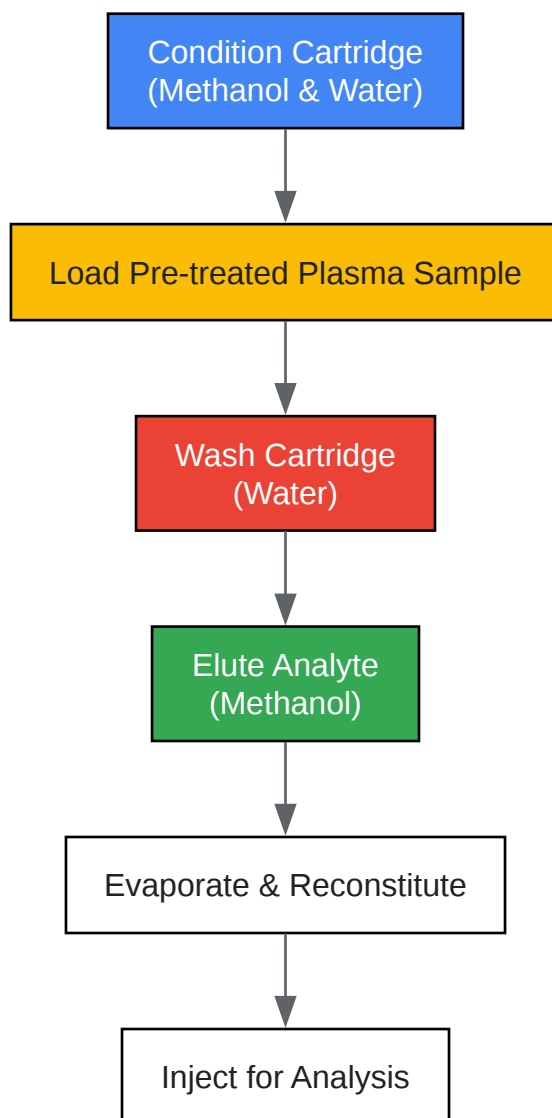 Condition Cartridge
(Methanol & Water)
Load Pre-treated Plasma Sample
Wash Cartridge
(Water)
Elute Analyte
(Methanol)
Evaporate & Reconstitute
Inject for Analysis